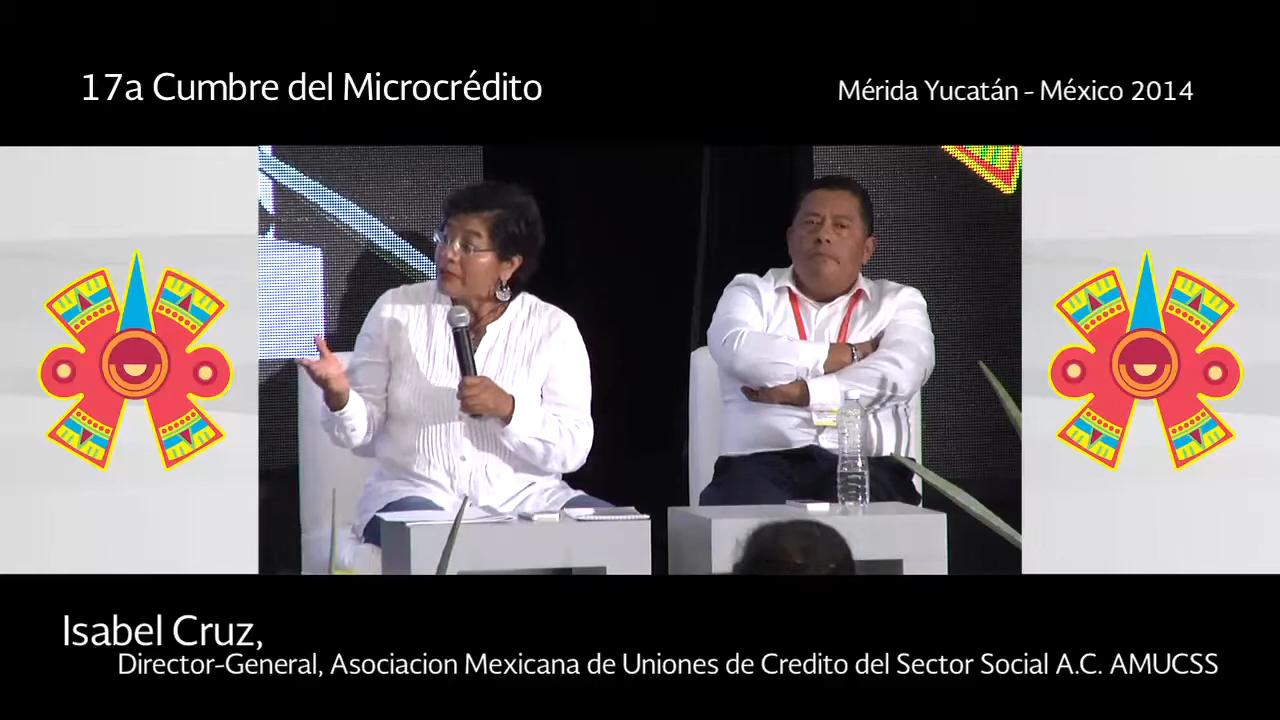 17a Cumbre del Microcrédito
Mérida Yucatán - México 2014
Isabel Cruz,
Director-General, Asociacion Mexicana de Uniones de Credito del Sector Social A.C. AMUCSS